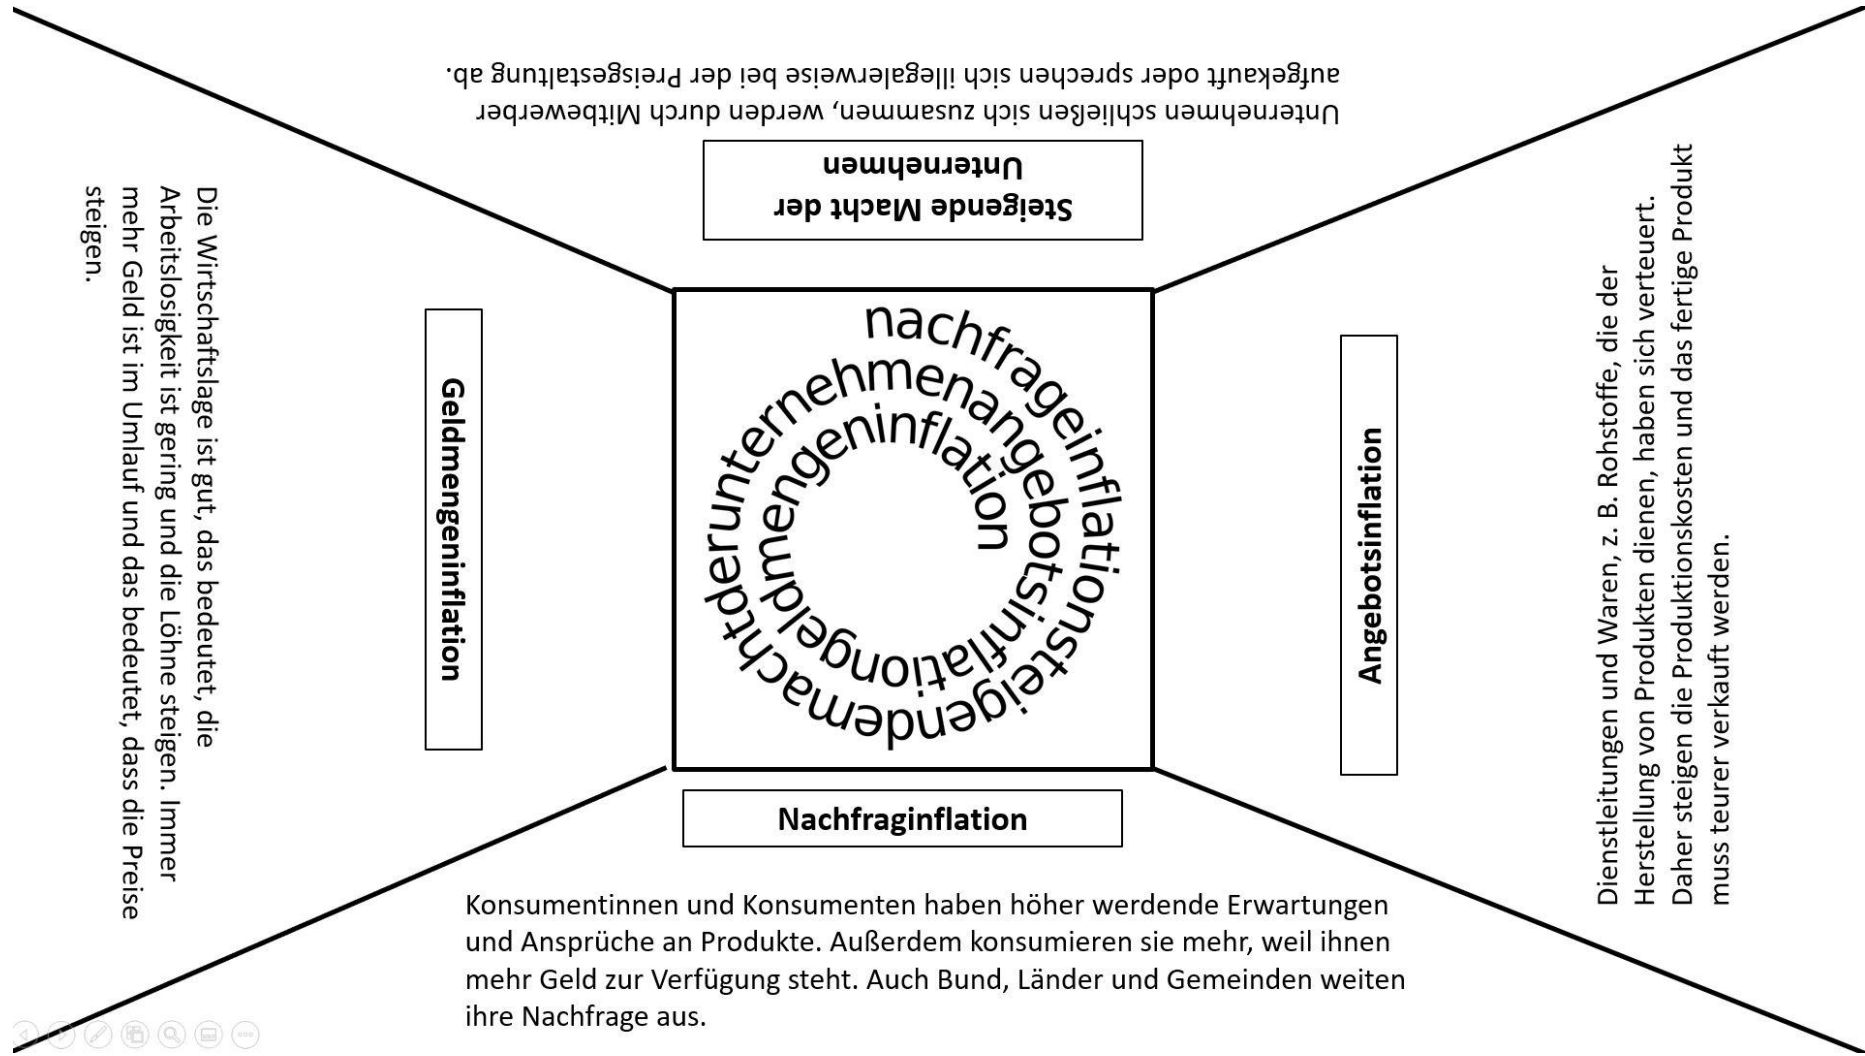 Unternehmen schließen sich zusammen, werden durch Mitbewerber
aufgekauft oder sprechen sich illegalerweise bei der Preisgestaltung ab.
Steigende Macht der
Unternehmen
Die Wirtschaftslage ist gut, das bedeutet, die
Arbeitslosigkeit ist gering und die Löhne steigen. Immer
mehr Geld ist im Umlauf und das bedeutet, dass die Preise
steigen.
Geldmengeninflation
nachfrageinflationsteigendemachtderunternehmenangebotsinflationgeldmengeninflation
Angebotsinflation
Dienstleitungen und Waren, z. B. Rohstoffe, die der
Herstellung von Produkten dienen, haben sich verteuert.
Daher steigen die Produktionskosten und das fertige Produkt
muss teurer verkauft werden.
Nachfraginflation
Konsumentinnen und Konsumenten haben höher werdende Erwartungen
und Ansprüche an Produkte. Außerdem konsumieren sie mehr, weil ihnen
mehr Geld zur Verfügung steht. Auch Bund, Länder und Gemeinden weiten
ihre Nachfrage aus.